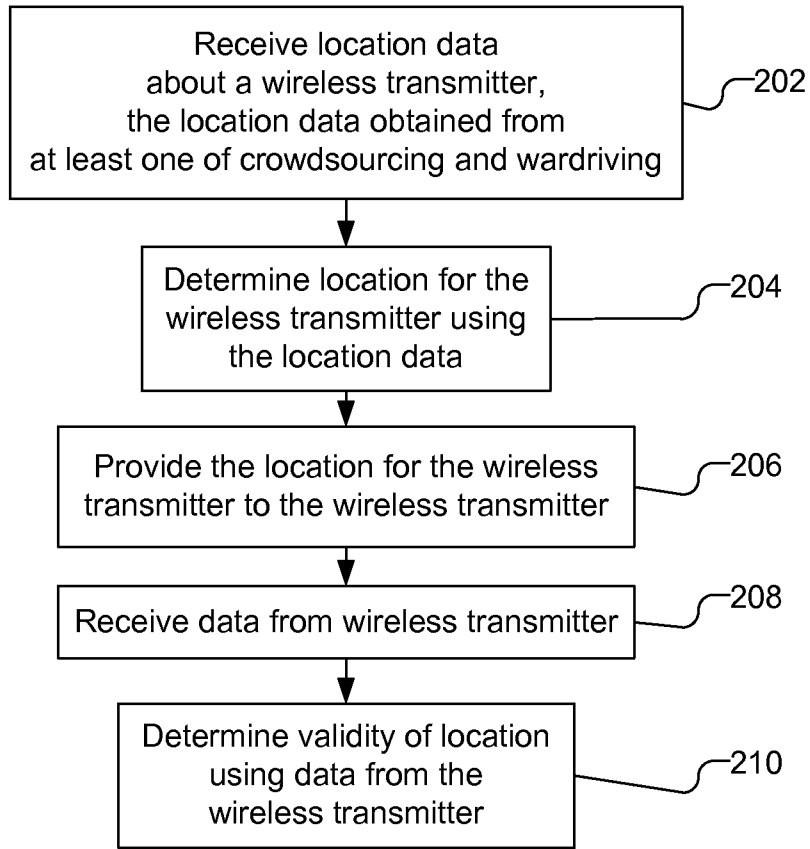 Receive location data
about a wireless transmitter,
the location data obtained from
at least one of crowdsourcing and wardriving
202
Determine location for the
wireless transmitter using
the location data
204
Provide the location for the wireless
transmitter to the wireless transmitter
206
Receive data from wireless transmitter
208
Determine validity of location
using data from the
wireless transmitter
210